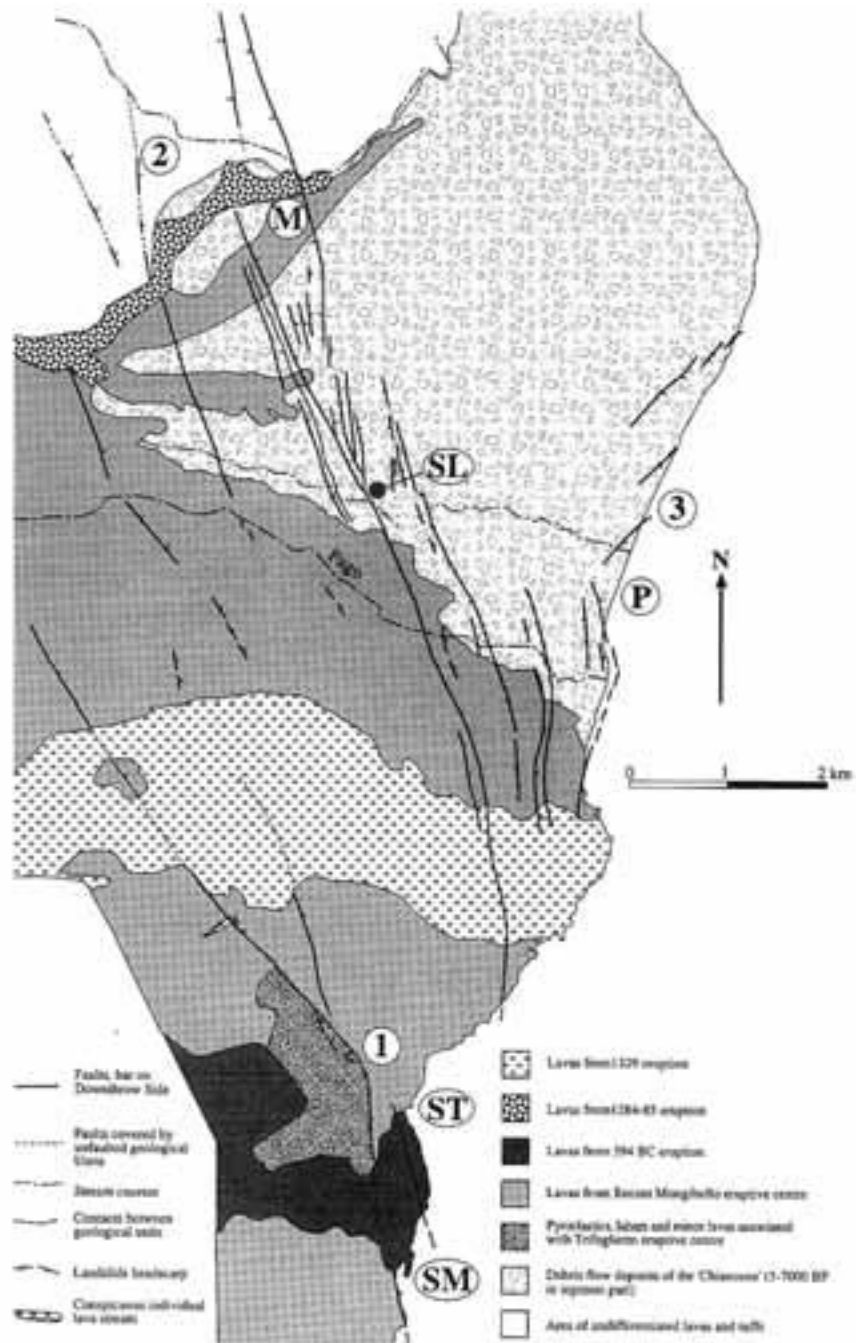 2
M
SL
3
Fago
P
N
0 1 2 km
1
ST
SM
Faults, bar on
Downthrow Side
Faults covered by
unfaulted geological
Units
Stream courses
Contacts between
geological units
Landslide headscarp
Conspicuous individual
lava streams
Lavas from 1329 eruption
Lavas from 1284-85 eruption
Lavas from 394 BC eruption
Lavas from Recent Mongibello eruptive centre
Pyroclastics, lahars and minor lavas associated
with Trifoglietto eruptive centre
Debris flow deposits of the 'Chiancone' (5-7000 BP
in part)
Area of undifferentiated lavas and tuffs